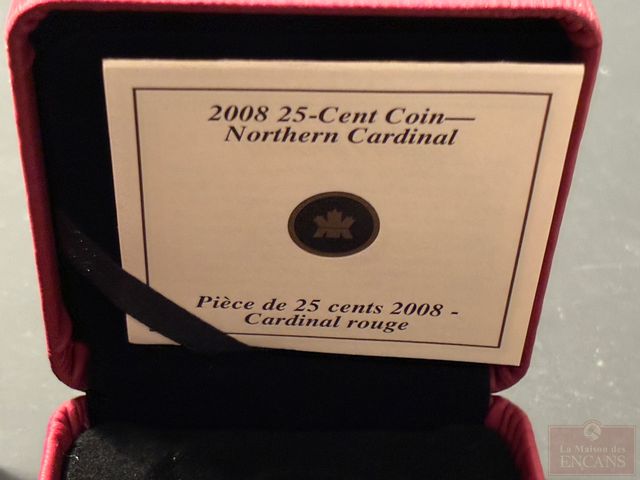 2008 25-Cent Coin—
Northern Cardinal
Pièce de 25 cents 2008 -
Cardinal rouge
La Maison des
ENCANS